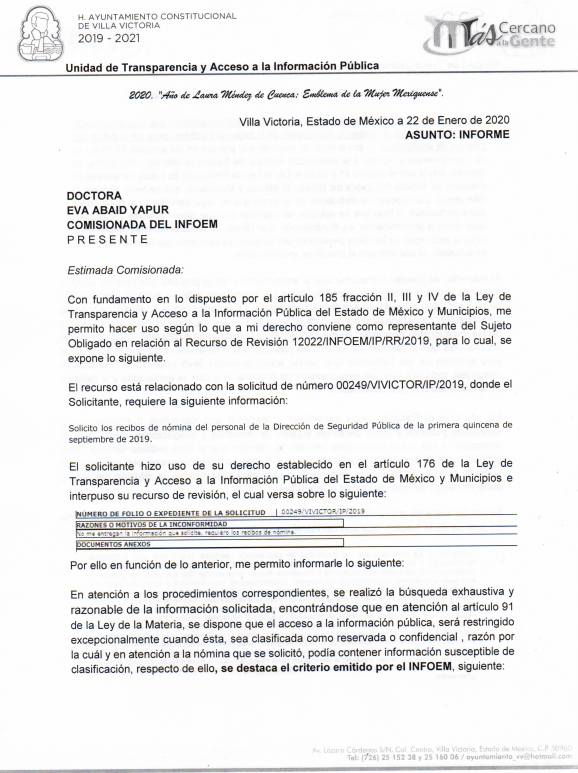 H. AYUNTAMIENTO CONSTITUCIONAL
DE VILLA VICTORIA
2019 - 2021
Más Cercano
a la Gente
Unidad de Transparencia y Acceso a la Información Pública
2020. "Año de Laura Méndez de Cuenca; Emblema de la Mujer Mexiquense".
Villa Victoria, Estado de México a 22 de Enero de 2020
ASUNTO: INFORME
DOCTORA
EVA ABAID YAPUR
COMISIONADA DEL INFOEM
P R E S E N T E
Estimada Comisionada:
Con fundamento en lo dispuesto por el artículo 185 fracción II, III y IV de la Ley de
Transparencia y Acceso a la Información Pública del Estado de México y Municipios, me
permito hacer uso según lo que a mi derecho conviene como representante del Sujeto
Obligado en relación al Recurso de Revisión 12022/INFOEM/IP/RR/2019, para lo cual, se
expone lo siguiente.
El recurso está relacionado con la solicitud de número 00249/VIVICTOR/IP/2019, donde el
Solicitante, requiere la siguiente información:
Solicito los recibos de nómina del personal de la Dirección de Seguridad Pública de la primera quincena de
septiembre de 2019.
El solicitante hizo uso de su derecho establecido en el artículo 176 de la Ley de
Transparencia y Acceso a la Información Pública del Estado de México y Municipios e
interpuso su recurso de revisión, el cual versa sobre lo siguiente:
NÚMERO DE FOLIO O EXPEDIENTE DE LA SOLICITUD | 00249/VIVICTOR/IP/2019
RAZONES O MOTIVOS DE LA INCONFORMIDAD
No me entregan la información que solicite, requiero los recibos de nómina.
DOCUMENTOS ANEXOS
Por ello en función de lo anterior, me permito informarle lo siguiente:
En atención a los procedimientos correspondientes, se realizó la búsqueda exhaustiva y
razonable de la información solicitada, encontrándose que en atención al artículo 91
de la Ley de la Materia, se dispone que el acceso a la información pública, será restringido
excepcionalmente cuando ésta, sea clasificada como reservada o confidencial , razón por
la cuál y en atención a la nómina que se solicitó, podía contener información susceptible de
clasificación, respecto de ello, se destaca el criterio emitido por el INFOEM, siguiente:
Av. Lázaro Cárdenas S/N, Col. Centro, Villa Victoria, Estado de México, C.P. 50960
Tel: (726) 25 152 38 y 25 160 06 / ayuntamiento_vv@hotmail.com